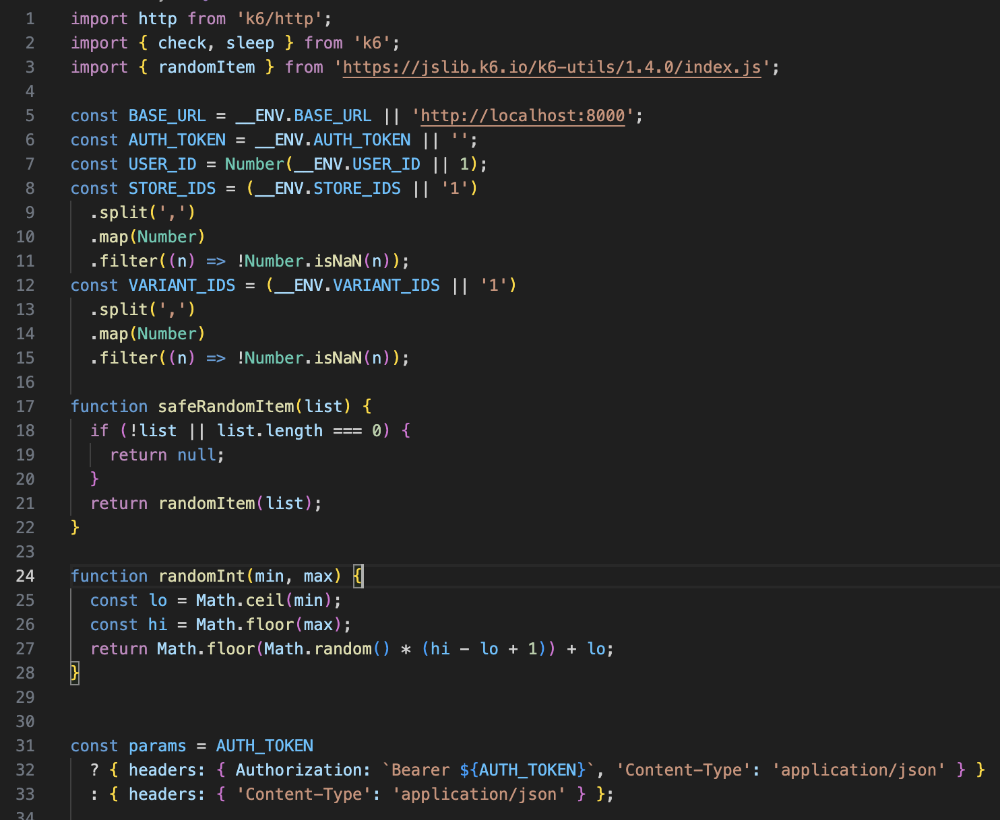 1 import http from 'k6/http';
2 import { check, sleep } from 'k6';
3 import { randomItem } from 'https://jslib.k6.io/k6-utils/1.4.0/index.js';
4
5 const BASE_URL = __ENV.BASE_URL || 'http://localhost:8000';
6 const AUTH_TOKEN = __ENV.AUTH_TOKEN || '';
7 const USER_ID = Number(__ENV.USER_ID || 1);
8 const STORE_IDS = (__ENV.STORE_IDS || '1')
9   .split(',')
10   .map(Number)
11   .filter((n) => !Number.isNaN(n));
12 const VARIANT_IDS = (__ENV.VARIANT_IDS || '1')
13   .split(',')
14   .map(Number)
15   .filter((n) => !Number.isNaN(n));
16
17 function safeRandomItem(list) {
18   if (!list || list.length === 0) {
19     return null;
20   }
21   return randomItem(list);
22 }
23
24 function randomInt(min, max) {
25   const lo = Math.ceil(min);
26   const hi = Math.floor(max);
27   return Math.floor(Math.random() * (hi - lo + 1)) + lo;
28 }
29
30
31 const params = AUTH_TOKEN
32   ? { headers: { Authorization: `Bearer ${AUTH_TOKEN}`, 'Content-Type': 'application/json' } }
33   : { headers: { 'Content-Type': 'application/json' } };
34